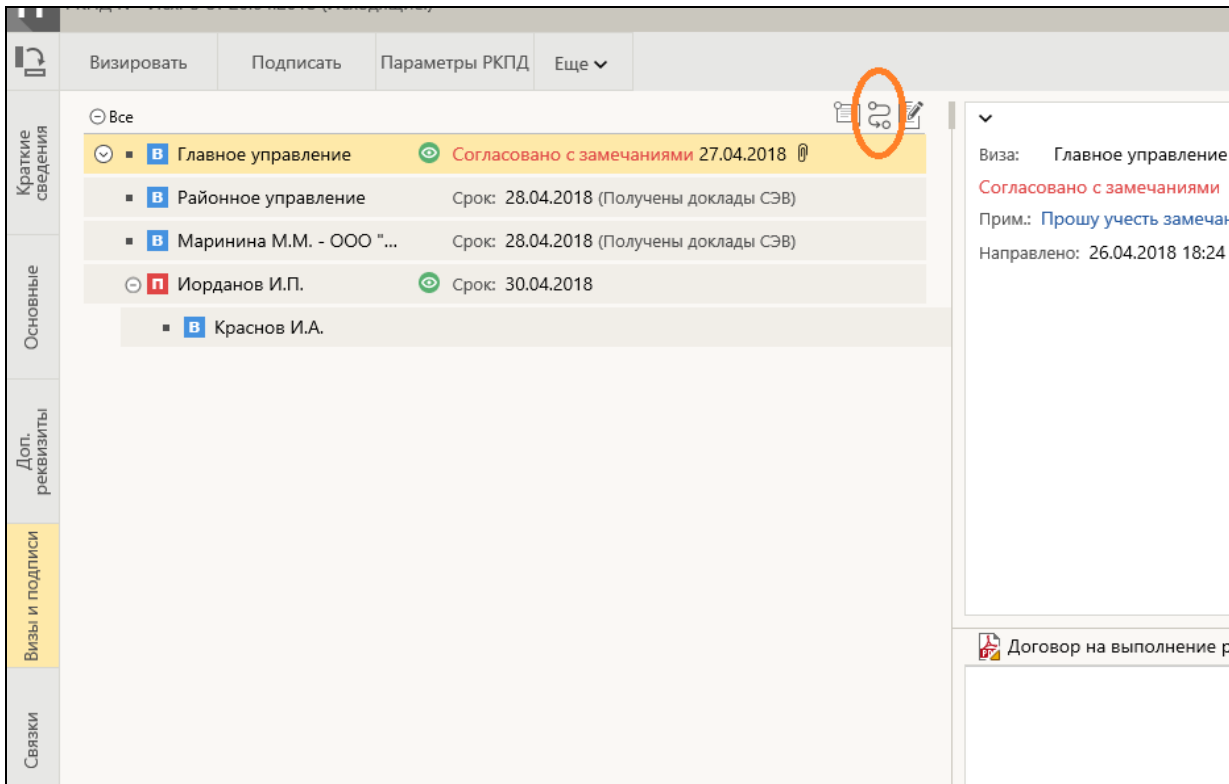 Визировать Подписать Параметры РКПД Еще
Все
В Главное управление Согласовано с замечаниями 27.04.2018
В Районное управление Срок: 28.04.2018 (Получены доклады СЭВ)
В Маринина М.М. - ООО "... Срок: 28.04.2018 (Получены доклады СЭВ)
П Иорданов И.П. Срок: 30.04.2018
В Краснов И.А.
Краткие
сведения
Основные
Доп.
реквизиты
Визы и подписи
Связки
Виза: Главное управление
Согласовано с замечаниями
Прим.: Прошу учесть замечан
Направлено: 26.04.2018 18:24
Договор на выполнение р